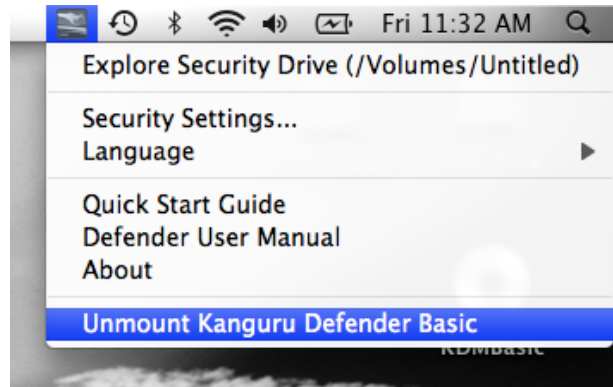 Fri 11:32 AM
Explore Security Drive (/Volumes/Untitled)
Security Settings...
Language
Quick Start Guide
Defender User Manual
About
Unmount Kanguru Defender Basic
KDMBasic